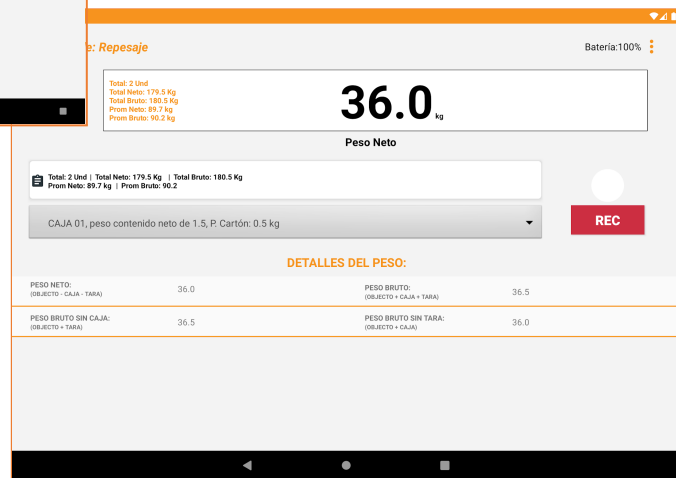 : Repesaje
Batería:100%
Total: 2 Und
Total Neto: 179.5 Kg
Total Bruto: 180.5 Kg
Prom Neto: 89.7 kg
Prom Bruto: 90.2 kg
36.0 kg
Peso Neto
Total: 2 Und | Total Neto: 179.5 Kg | Total Bruto: 180.5 Kg
Prom Neto: 89.7 kg | Prom Bruto: 90.2
CAJA 01, peso contenido neto de 1.5, P. Cartón: 0.5 kg
REC
DETALLES DEL PESO:
PESO NETO:
(OBJECTO - CAJA - TARA)
36.0
PESO BRUTO:
(OBJECTO + CAJA + TARA)
36.5
PESO BRUTO SIN CAJA:
(OBJECTO + TARA)
36.5
PESO BRUTO SIN TARA:
(OBJECTO + CAJA)
36.0